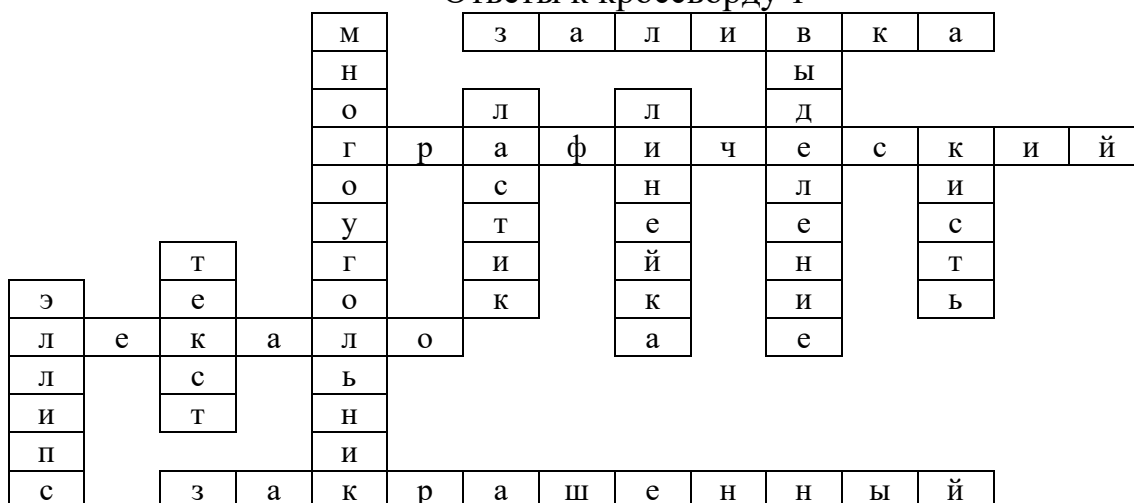 Ответы к кроссворду 1
м з а л и в к а
н ы
о л л д
г р а ф и ч е с к и й
о с н л и
у т е е с
т г и й н т
э е о к к и ь
л е к а л о а е
л с ь
и т н
п и
с з а к р а ш е н н ы й